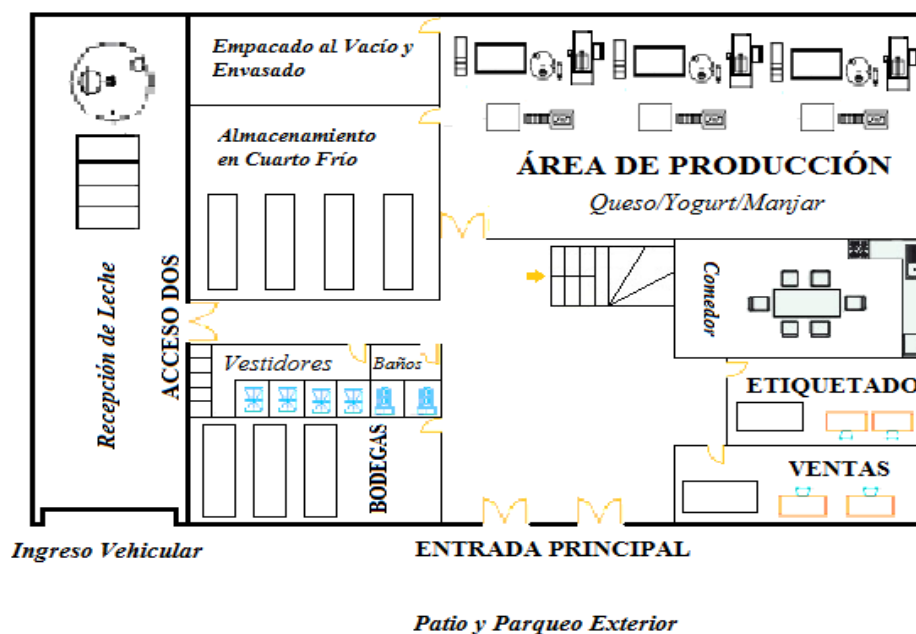 Empacado al Vacío y
Envasado
Almacenamiento
en Cuarto Frío
ÁREA DE PRODUCCIÓN
Queso/Yogurt/Manjar
Recepción de Leche
ACCESO DOS
Comedor
Vestidores
Baños
ETIQUETADO
BODEGAS
VENTAS
Ingreso Vehicular
ENTRADA PRINCIPAL
Patio y Parqueo Exterior